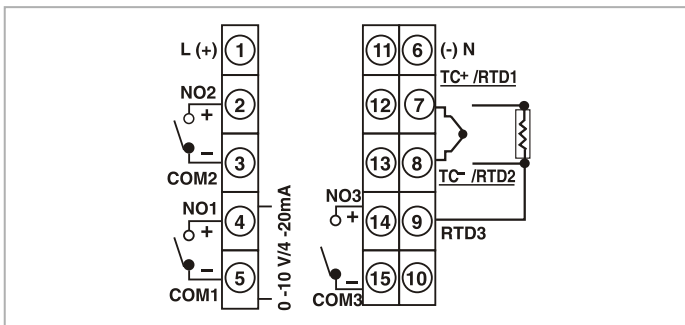 L (+)
1
11
6
(-) N
TC+ /RTD1
NO2
+
2
12
7
−
3
13
8
COM2
TC− /RTD2
NO1
NO3
+
4
+
14
9
RTD3
−
5
−
15
10
COM1
COM3
0 -10 V/4 -20mA